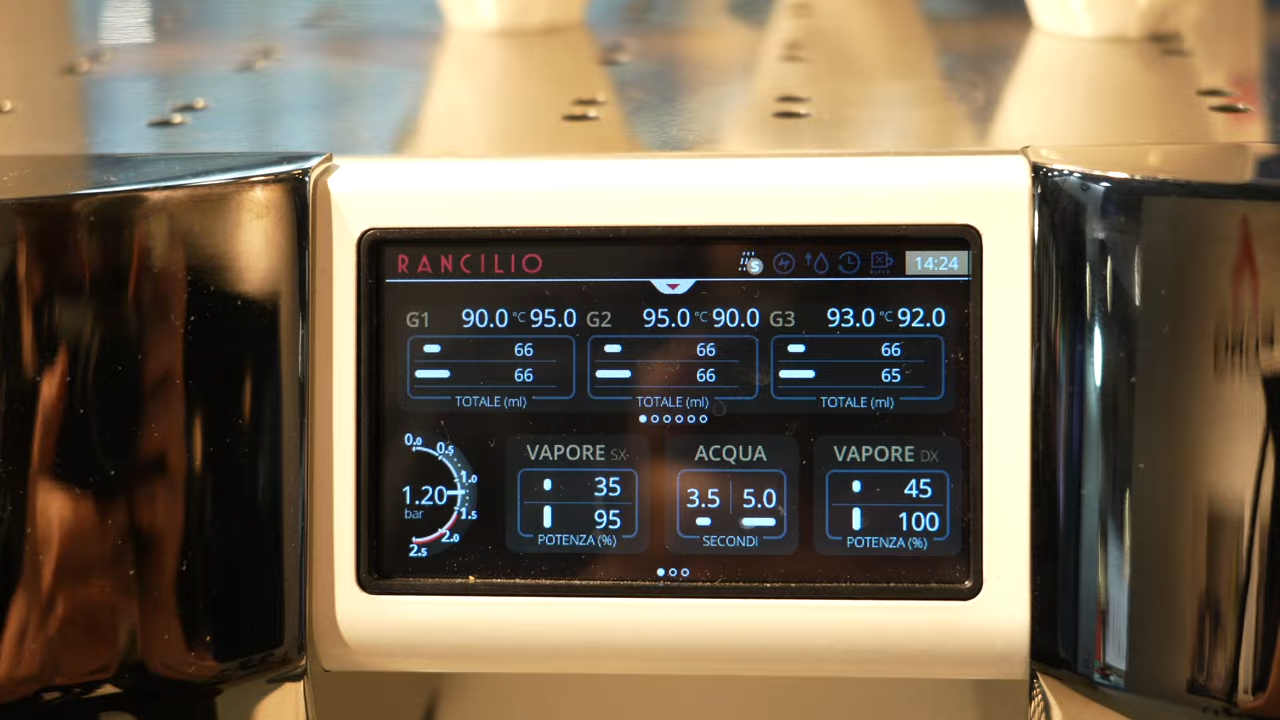 RANCILIO S 14:24
G1 90.0 °C 95.0 G2 95.0 °C 90.0 G3 93.0 °C 92.0
66 66 66
66 66 65
TOTALE (ml) TOTALE (ml) TOTALE (ml)
0.0
0.5
1.0
1.20
bar
1.5
2.0
2.5
VAPORE SX
35
95
POTENZA (%)
ACQUA
3.5 5.0
SECONDI
VAPORE DX
45
100
POTENZA (%)